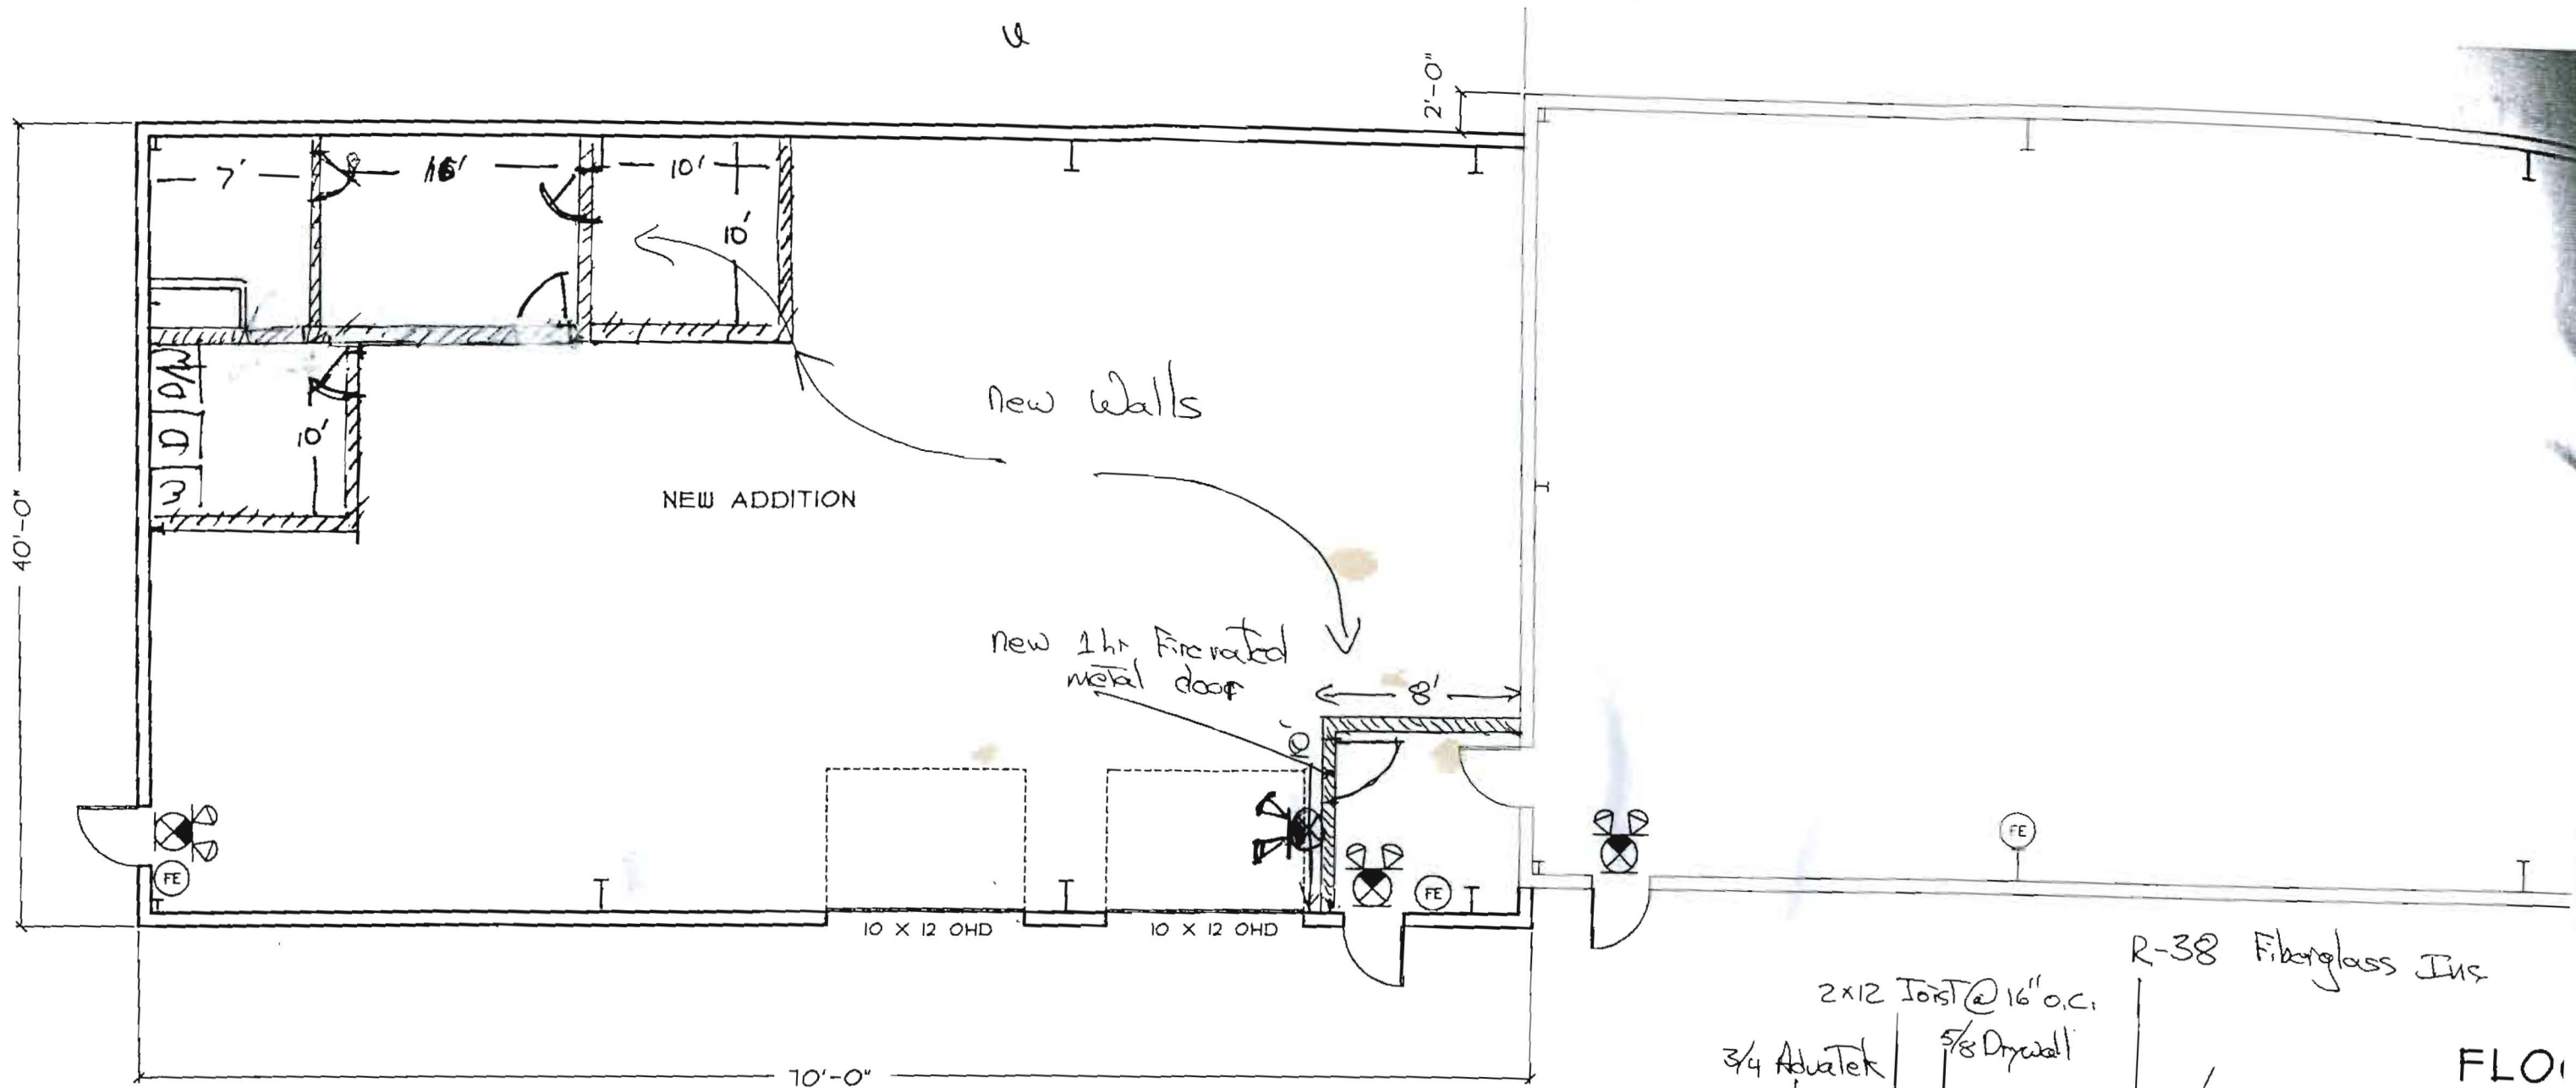 2'-0"
7'
16'
10'
10'
40'-0"
W/D
D
W
10'
new Walls
NEW ADDITION
new 1hr Fire rated
metal door
8'
FE
FE
FE
10 X 12 OHD
10 X 12 OHD
R-38 Fiberglass Ins
2x12 Joist @ 16" o.c.
5/8 Drywall
3/4 AdvaTek
70'-0"